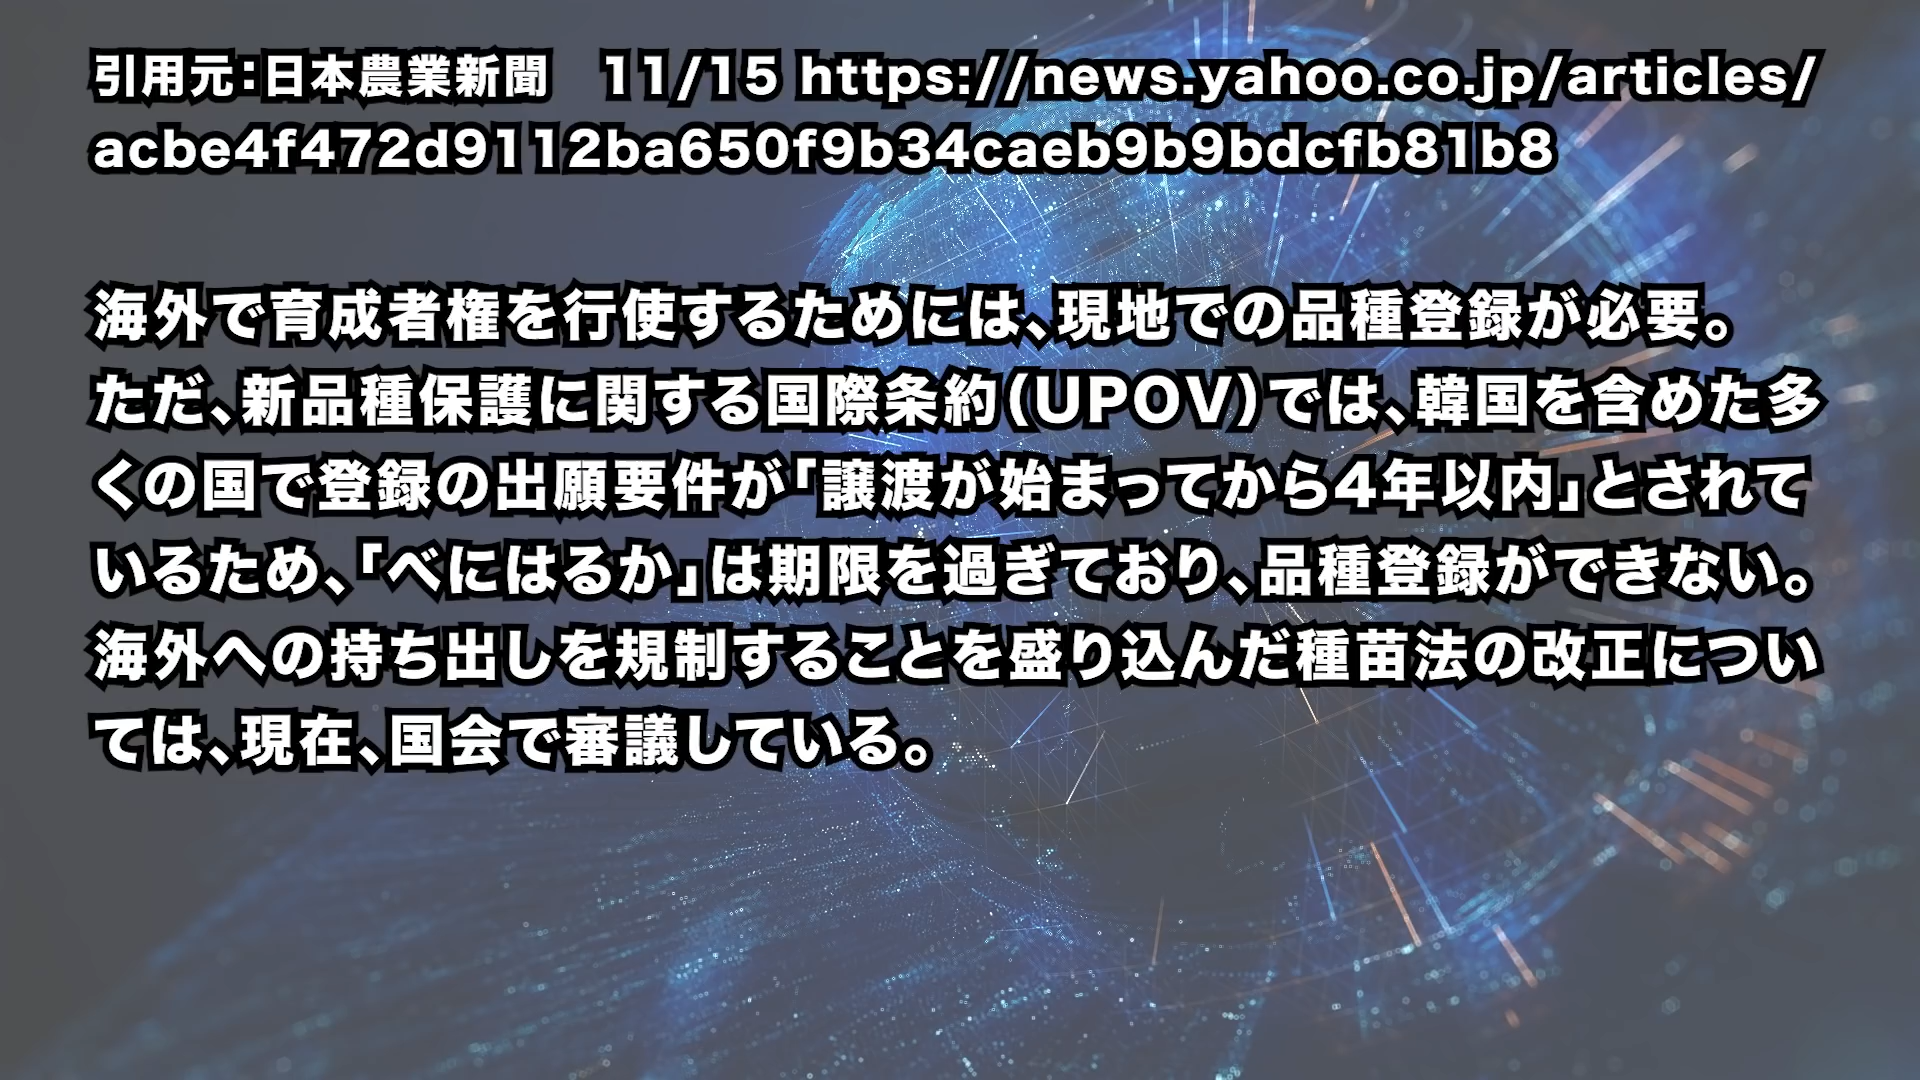 引用元：日本農業新聞　11/15 https://news.yahoo.co.jp/articles/
acbe4f472d9112ba650f9b34caeb9b9bdcfb81b8
海外で育成者権を行使するためには、現地での品種登録が必要。
ただ、新品種保護に関する国際条約（UPOV）では、韓国を含めた多
くの国で登録の出願要件が「譲渡が始まってから4年以内」とされて
いるため、「べにはるか」は期限を過ぎており、品種登録ができない。
海外への持ち出しを規制することを盛り込んだ種苗法の改正につい
ては、現在、国会で審議している。